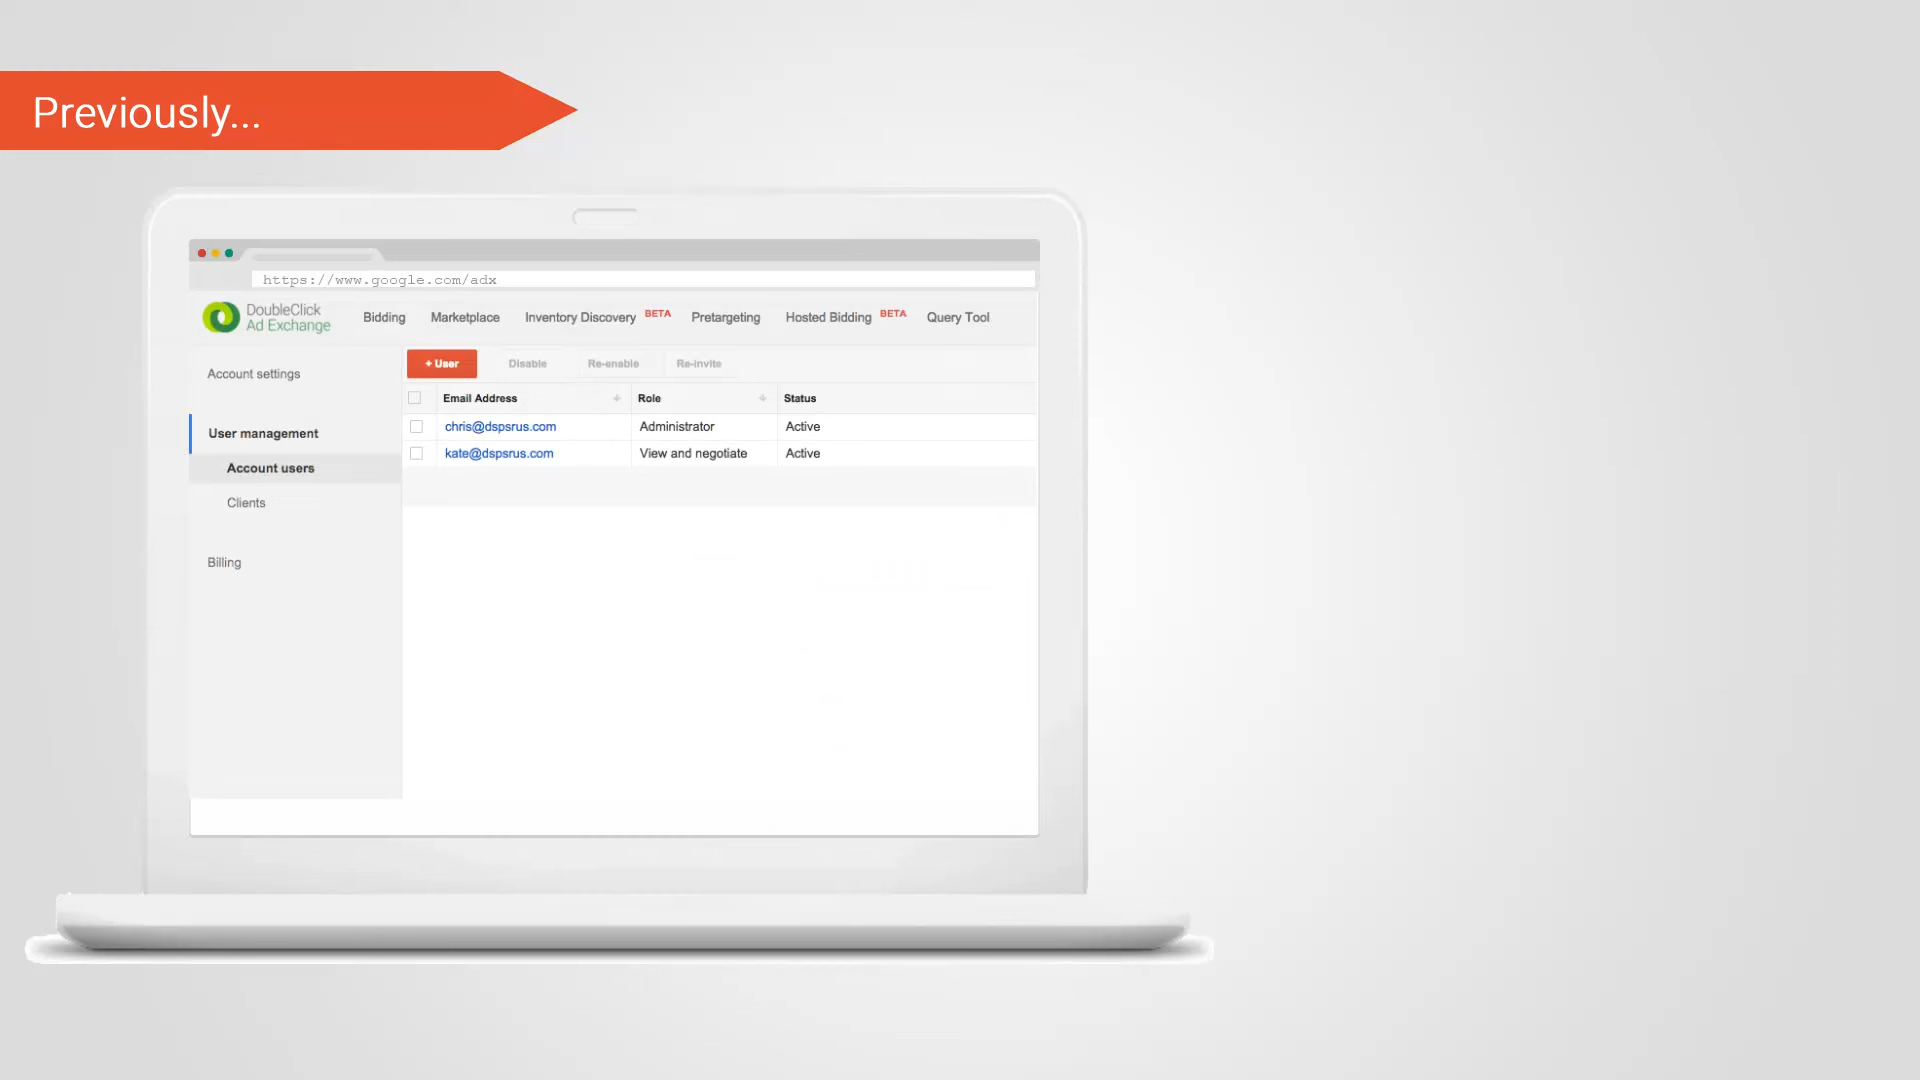 Previously...
https://www.google.com/adx
DoubleClick
Ad Exchange
Bidding Marketplace Inventory Discovery BETA Pretargeting Hosted Bidding BETA Query Tool
Account settings
User management
Account users
Clients
Billing
+ User Disable Re-enable Re-invite
Email Address Role Status
chris@dspsrus.com Administrator Active
kate@dspsrus.com View and negotiate Active